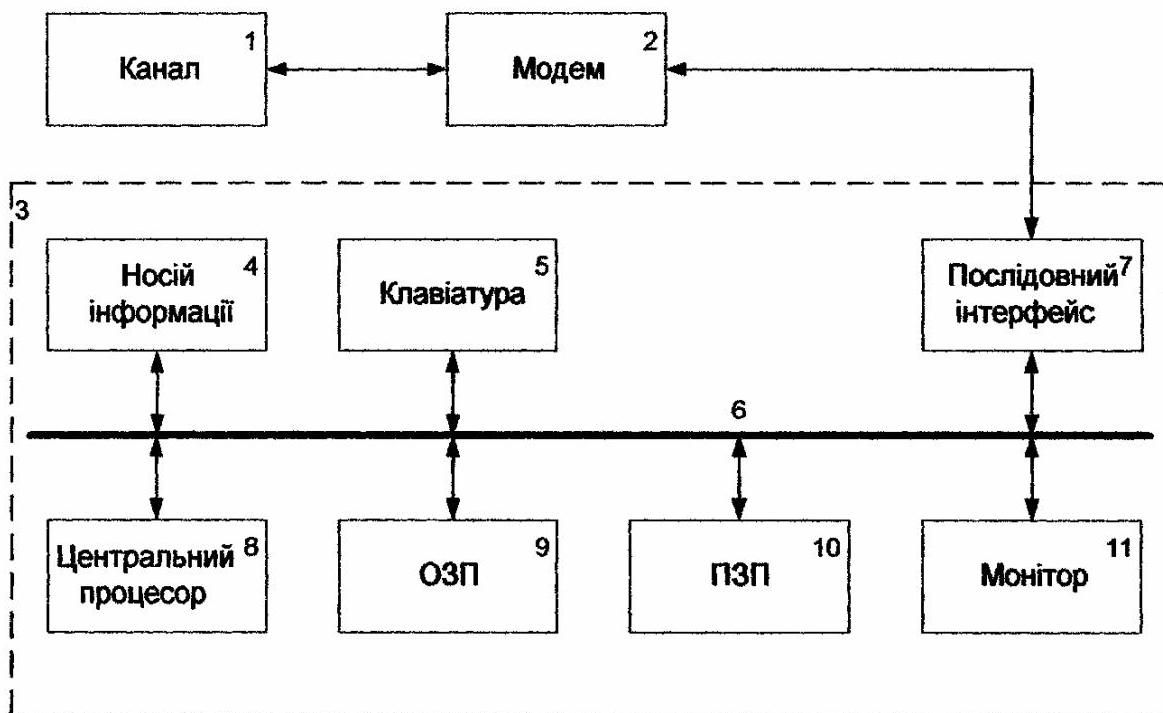 1
Канал
2
Модем
3
Носій 4
інформації
5
Клавіатура
Послідовний 7
інтерфейс
6
Центральний 8
процесор
9
ОЗП
10
ПЗП
11
Монітор